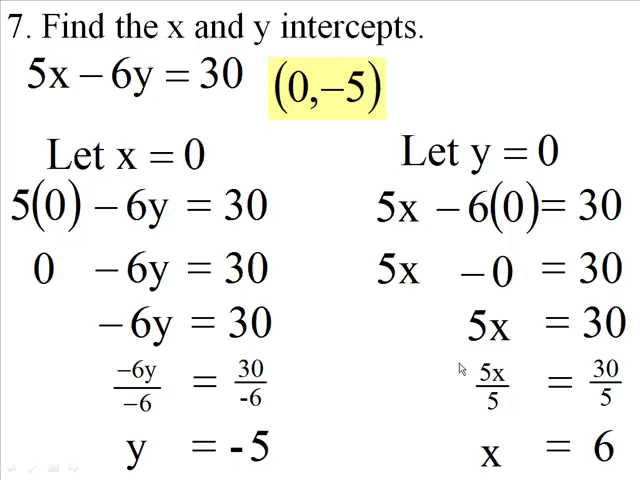 7. Find the x and y intercepts.
5x − 6y = 30 (0,−5)
Let x = 0
5(0) − 6y = 30
0 − 6y = 30
− 6y = 30
−6y/−6 = 30/-6
y = - 5
Let y = 0
5x − 6(0) = 30
5x − 0 = 30
5x = 30
5x/5 = 30/5
x = 6